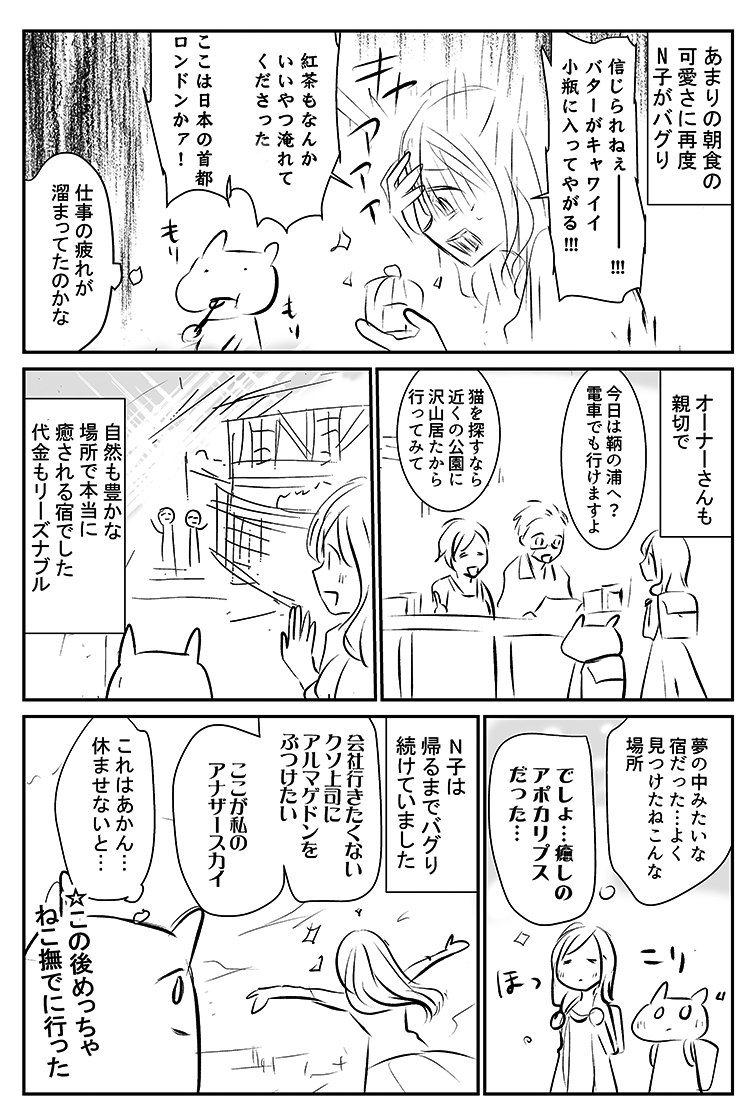 あまりの朝食の
可愛さに再度
N子がバグり
信じられねぇ━━!!!
バターがキャワイイ
小瓶に入ってやがる!!!
アァアァァ
紅茶もなんか
いいやつ淹れて
くださった
ここは日本の首都
ロンドンかァ!
もぐもぐ
もり
もり
仕事の疲れが
溜まってたのかな
オーナーさんも
親切で
今日は鞆の浦へ?
電車でも行けますよ
猫を探すなら
近くの公園に
沢山居たから
行ってみて
自然も豊かな
場所で本当に
癒される宿でした
代金もリーズナブル
夢の中みたいな
宿だった…よく
見つけたねこんな
場所
でしょ…癒しの
アポカリプス
だった…
こり
ほっ
N子は
帰るまでバグり
続けていました
会社行きたくない
クソ上司に
アルマゲドンを
ぶつけたい
ここが私の
アナザースカイ
これはあかん…
休ませないと…
☆この後めっちゃ
ねこ撫でに行った